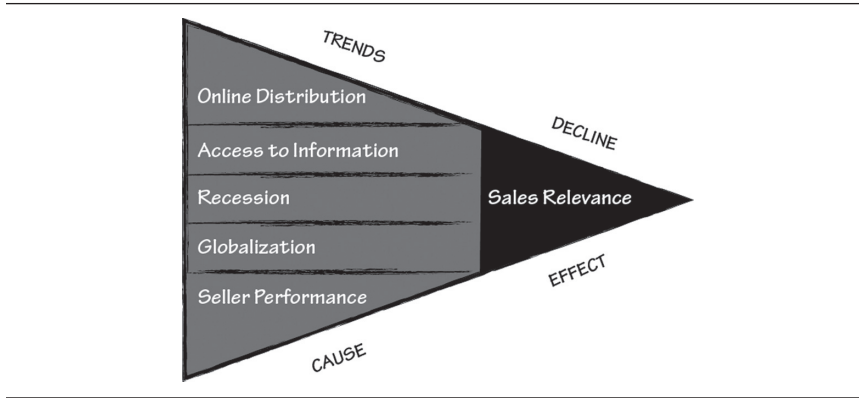 TRENDS
Online Distribution
DECLINE
Access to Information
Recession
Sales Relevance
Globalization
EFFECT
Seller Performance
CAUSE